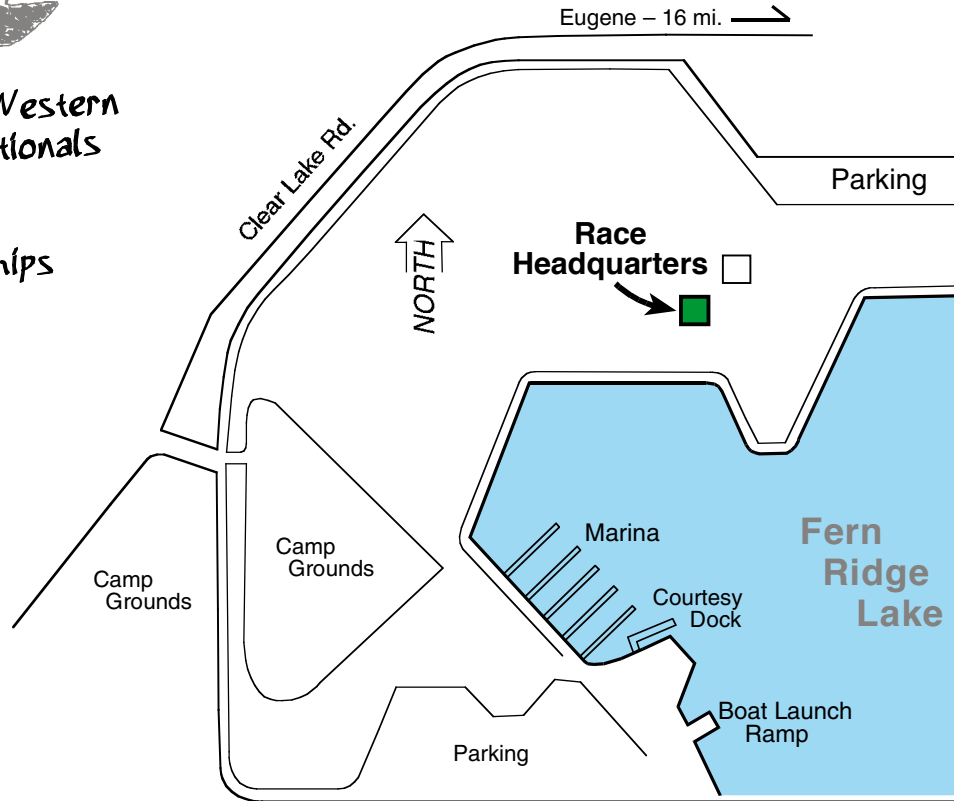 Eugene – 16 mi.
Clear Lake Rd.
Parking
Race
Headquarters
NORTH
Marina
Fern
Ridge
Lake
Camp
Grounds
Camp
Grounds
Courtesy
Dock
Boat Launch
Ramp
Parking